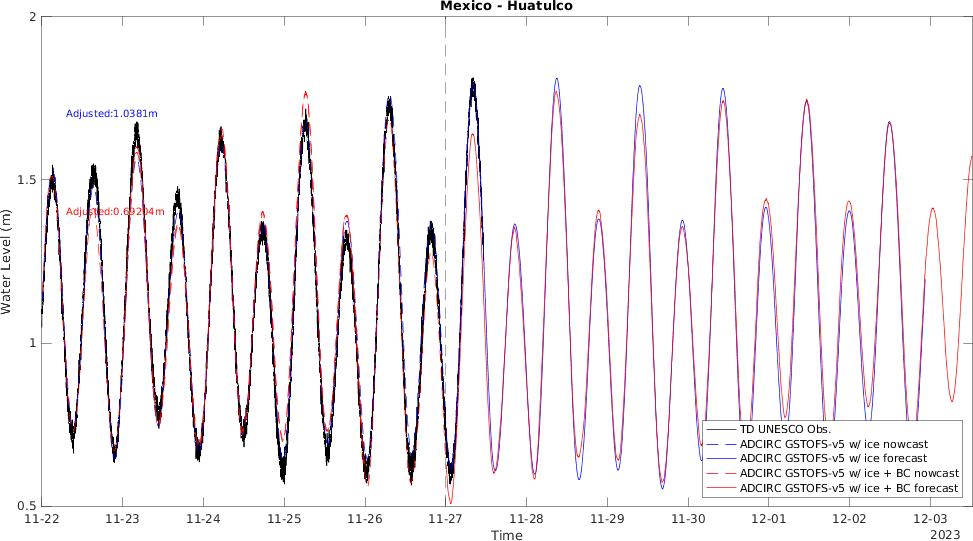 Mexico - Huatulco
2
1.5
1
0.5
Water Level (m)
Adjusted:1.0381m
Adjusted:0.69204m
TD UNESCO Obs.
ADCIRC GSTOFS-v5 w/ ice nowcast
ADCIRC GSTOFS-v5 w/ ice forecast
ADCIRC GSTOFS-v5 w/ ice + BC nowcast
ADCIRC GSTOFS-v5 w/ ice + BC forecast
11-22 11-23 11-24 11-25 11-26 11-27 11-28 11-29 11-30 12-01 12-02 12-03
Time
2023